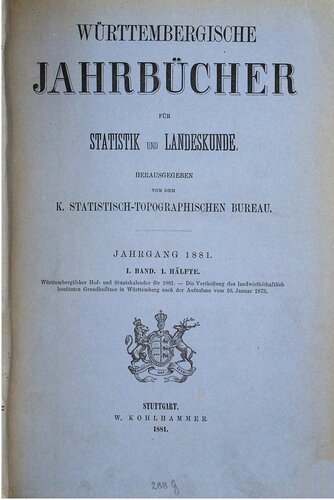 WÜRTTEMBERGISCHE
JAHRBÜCHER
FÜR
STATISTIK UND LANDESKUNDE.
HERAUSGEGEBEN
VON DEM
K. STATISTISCH-TOPOGRAPHISCHEN BUREAU.
JAHRGANG 1881.
I. BAND. I. HÄLFTE.
Württembergiſcher Hof- und Staatskalender für 1881. — Die Vertheilung des landwirthſchaftlich
benützten Grundbeſitzes in Württemberg nach der Aufnahme vom 10. Januar 1873.
STUTTGART.
W. KOHLHAMMER
1881.
288 g